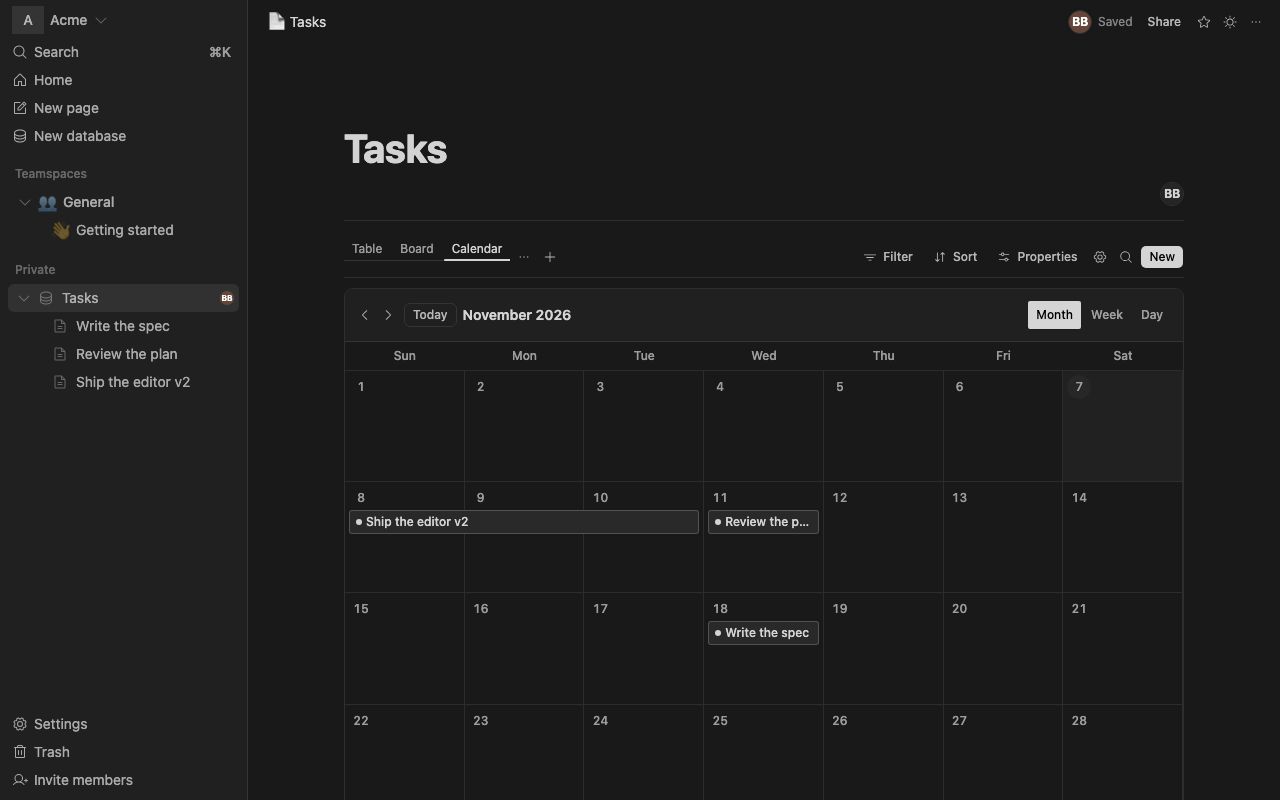 A Acme
Search ⌘K
Home
New page
New database
Teamspaces
General
Getting started
Private
Tasks BB
Write the spec
Review the plan
Ship the editor v2
Settings
Trash
Invite members
Tasks
BB Saved Share
Tasks
BB
Table Board Calendar ... +
Filter Sort Properties New
Today November 2026
Month Week Day
Sun Mon Tue Wed Thu Fri Sat
1 2 3 4 5 6 7
8 9 10 11 12 13 14
Ship the editor v2 Review the p...
15 16 17 18 19 20 21
Write the spec
22 23 24 25 26 27 28